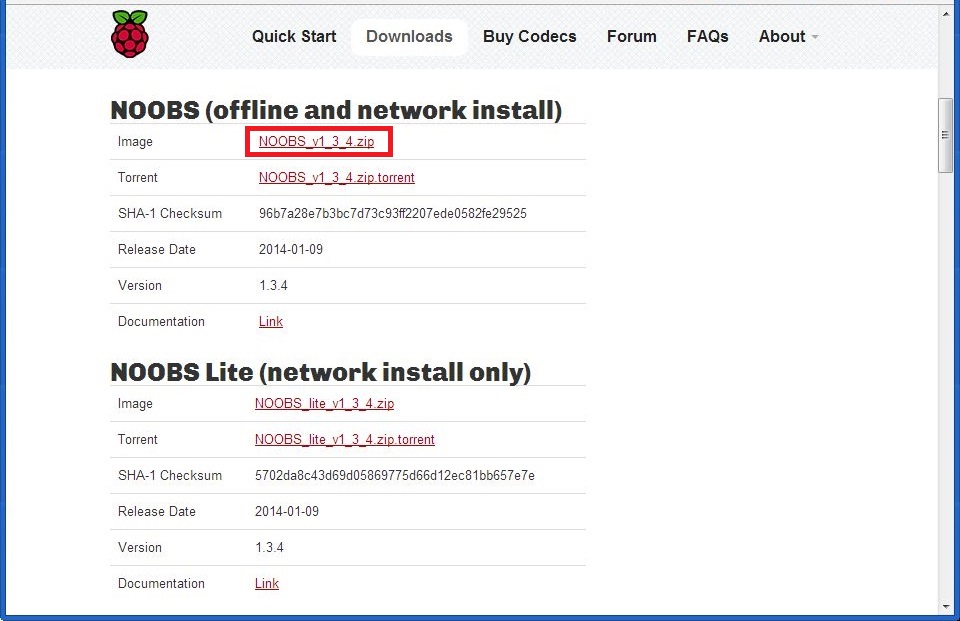 Quick Start Downloads Buy Codecs Forum FAQs About
NOOBS (offline and network install)
Image NOOBS_v1_3_4.zip
Torrent NOOBS_v1_3_4.zip.torrent
SHA-1 Checksum 96b7a28e7b3bc7d73c93ff2207ede0582fe29525
Release Date 2014-01-09
Version 1.3.4
Documentation Link
NOOBS Lite (network install only)
Image NOOBS_lite_v1_3_4.zip
Torrent NOOBS_lite_v1_3_4.zip.torrent
SHA-1 Checksum 5702da8c43d69d05869775d66d12ec81bb657e7e
Release Date 2014-01-09
Version 1.3.4
Documentation Link